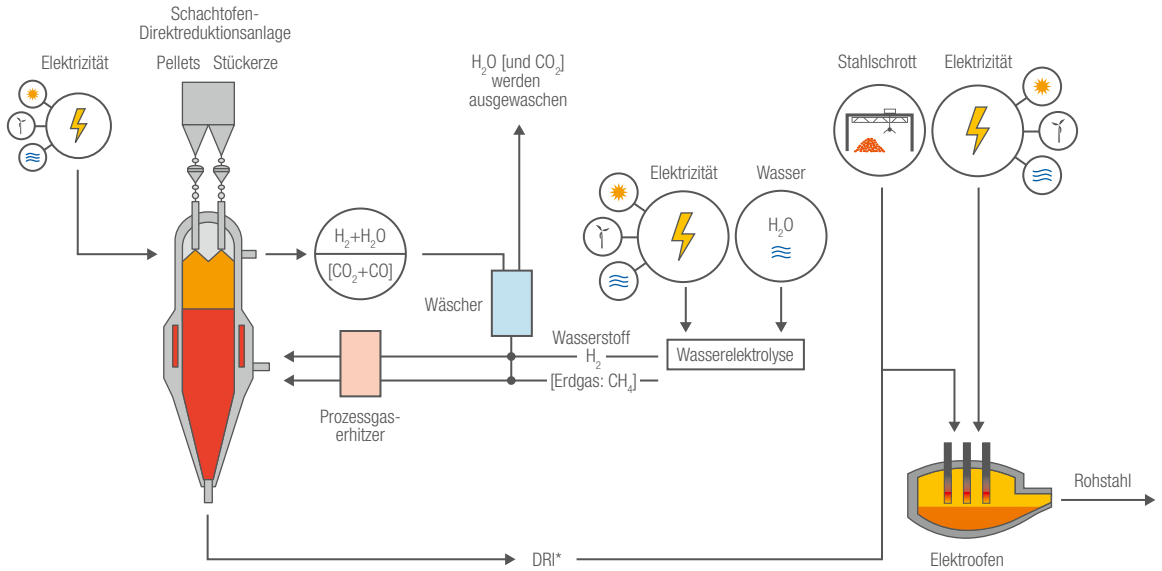 Schachtofen-
Direktreduktionsanlage
Elektrizität
Pellets Stückerze
H₂O [und CO₂]
werden
ausgewaschen
Stahlschrott
Elektrizität
Elektrizität
Wasser
H₂O
H₂+H₂O
[CO₂+CO]
Wäscher
Wasserstoff
H₂
[Erdgas: CH₄]
Wasserelektrolyse
Prozessgas-
erhitzer
Rohstahl
DRI*
Elektroofen